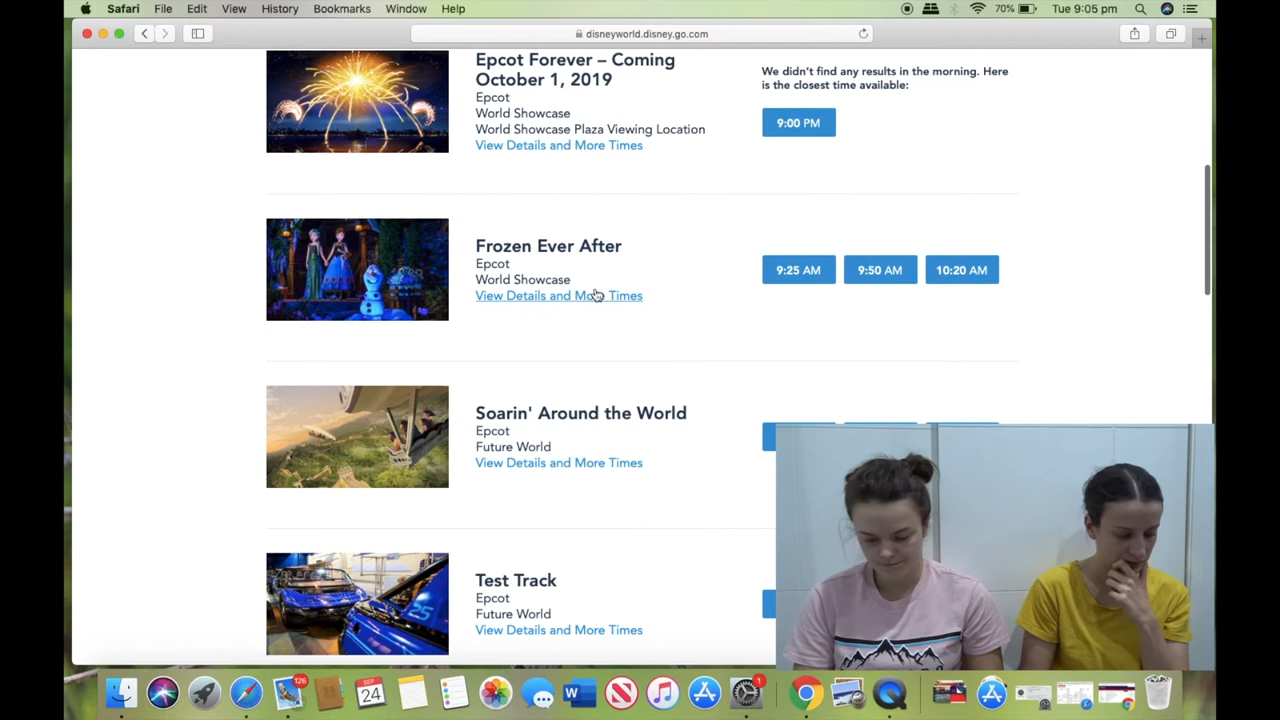 Safari File Edit View History Bookmarks Window Help 70% Tue 9:05 pm
disneyworld.disney.go.com
Epcot Forever – Coming
October 1, 2019
Epcot
World Showcase
World Showcase Plaza Viewing Location
View Details and More Times
We didn't find any results in the morning. Here
is the closest time available:
9:00 PM
Frozen Ever After
Epcot
World Showcase
View Details and More Times
9:25 AM 9:50 AM 10:20 AM
Soarin' Around the World
Epcot
Future World
View Details and More Times
Test Track
Epcot
Future World
View Details and More Times
25
126
SEP
24
W
1